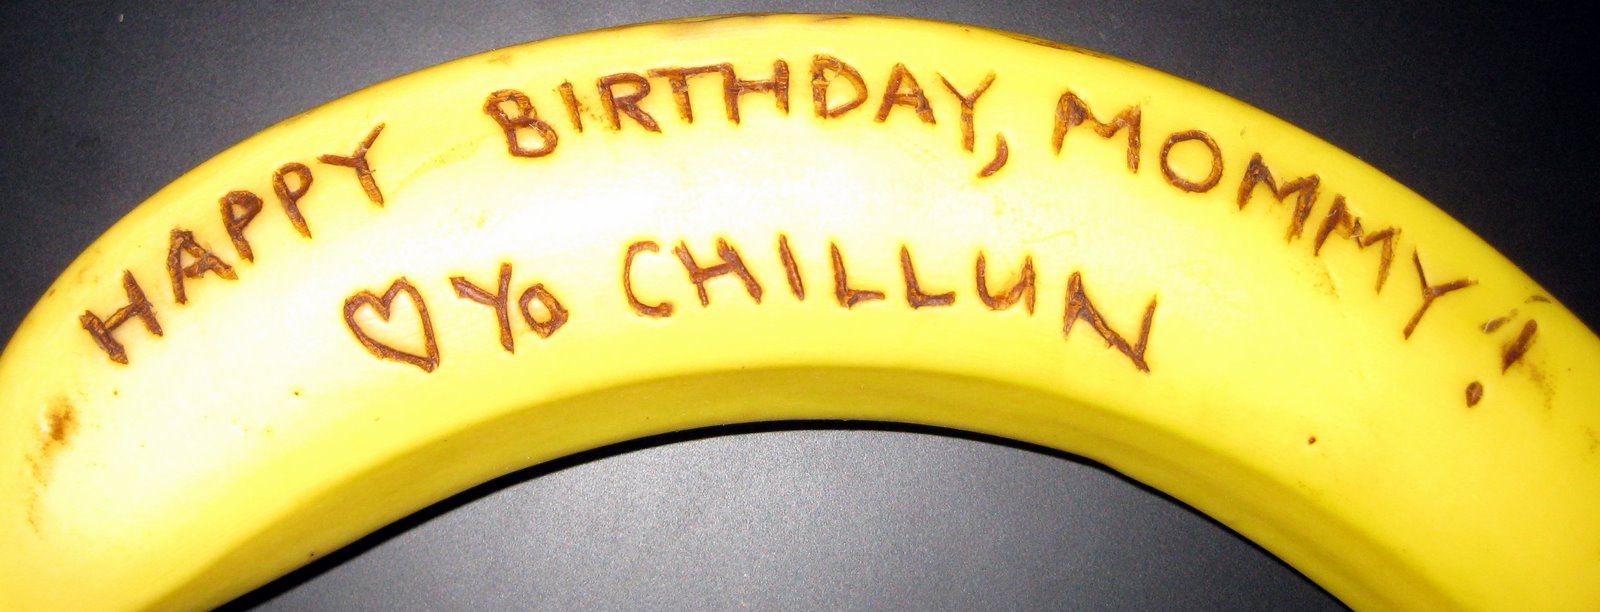 HAPPY BIRTHDAY, MOMMY!
♡ Yo CHILLUN